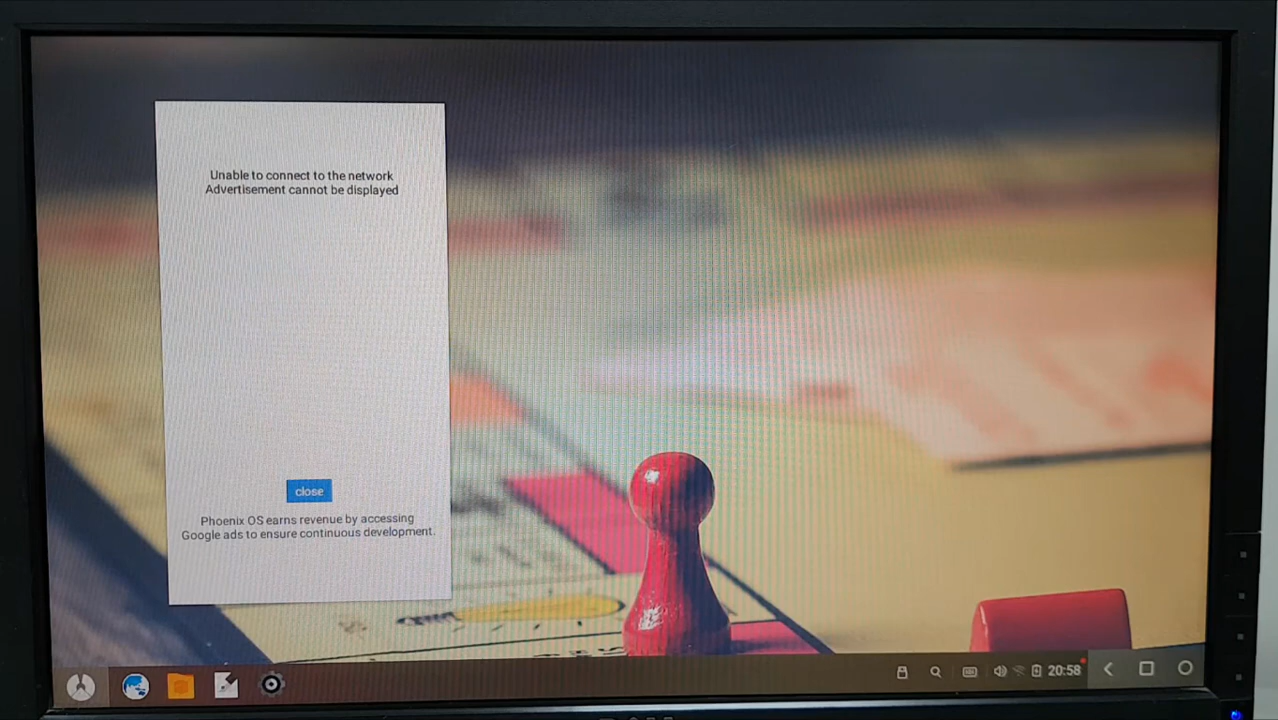 Unable to connect to the network
Advertisement cannot be displayed
close
Phoenix OS earns revenue by accessing
Google ads to ensure continuous development.
20:58